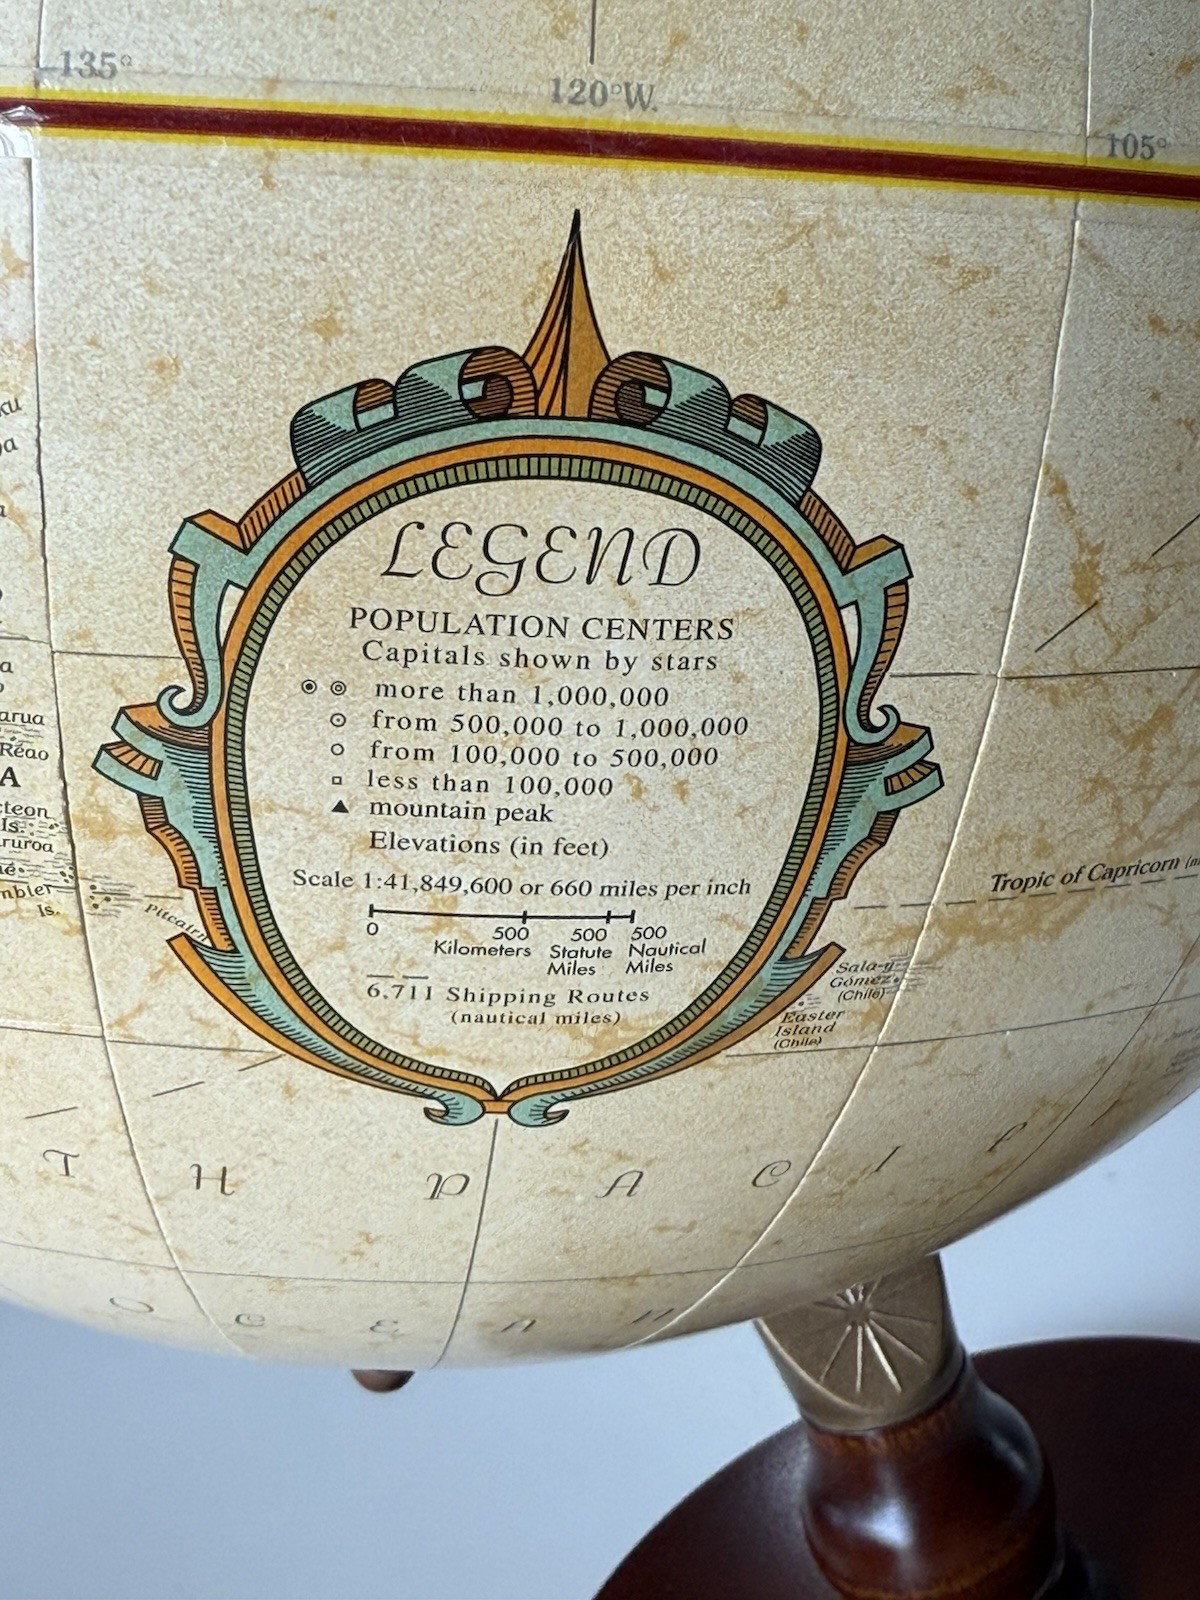 135°
120°W.
105°
LEGEND
POPULATION CENTERS
Capitals shown by stars
more than 1,000,000
from 500,000 to 1,000,000
from 100,000 to 500,000
less than 100,000
mountain peak
Elevations (in feet)
Scale 1:41,849,600 or 660 miles per inch
0 500 500 500
Kilometers Statute Nautical
Miles Miles
6,711 Shipping Routes
(nautical miles)
Réao
A
Is.
Is.
Pitcairn
Tropic of Capricorn
Sala-y-
Gómez
(Chile)
Easter
Island
(Chile)
T H P A C I F
O C E A N